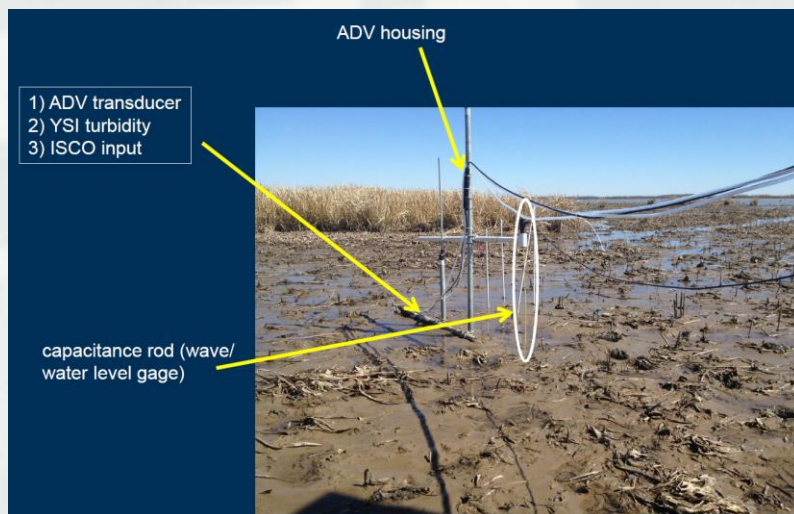 ADV housing
1) ADV transducer
2) YSI turbidity
3) ISCO input
capacitance rod (wave/
water level gage)